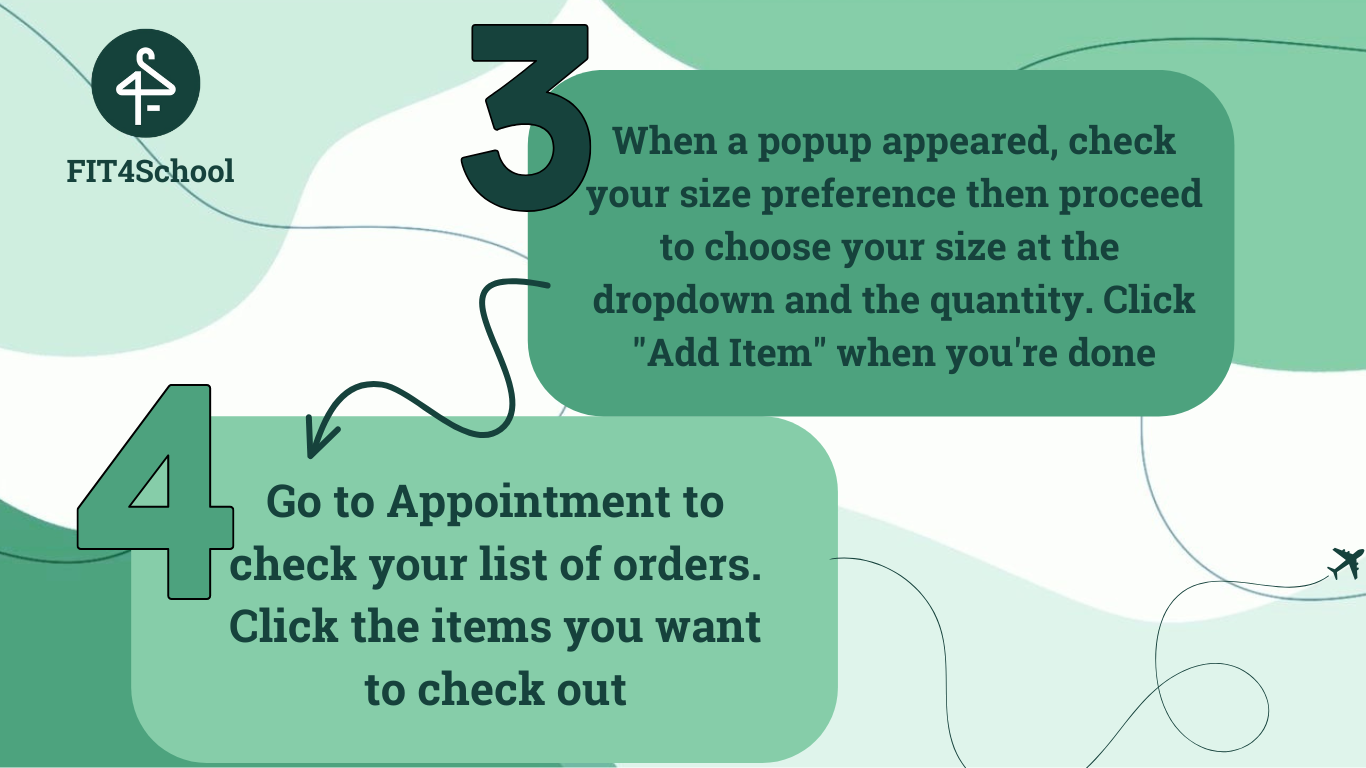 FIT4School
3
When a popup appeared, check
your size preference then proceed
to choose your size at the
dropdown and the quantity. Click
"Add Item" when you're done
4
Go to Appointment to
check your list of orders.
Click the items you want
to check out